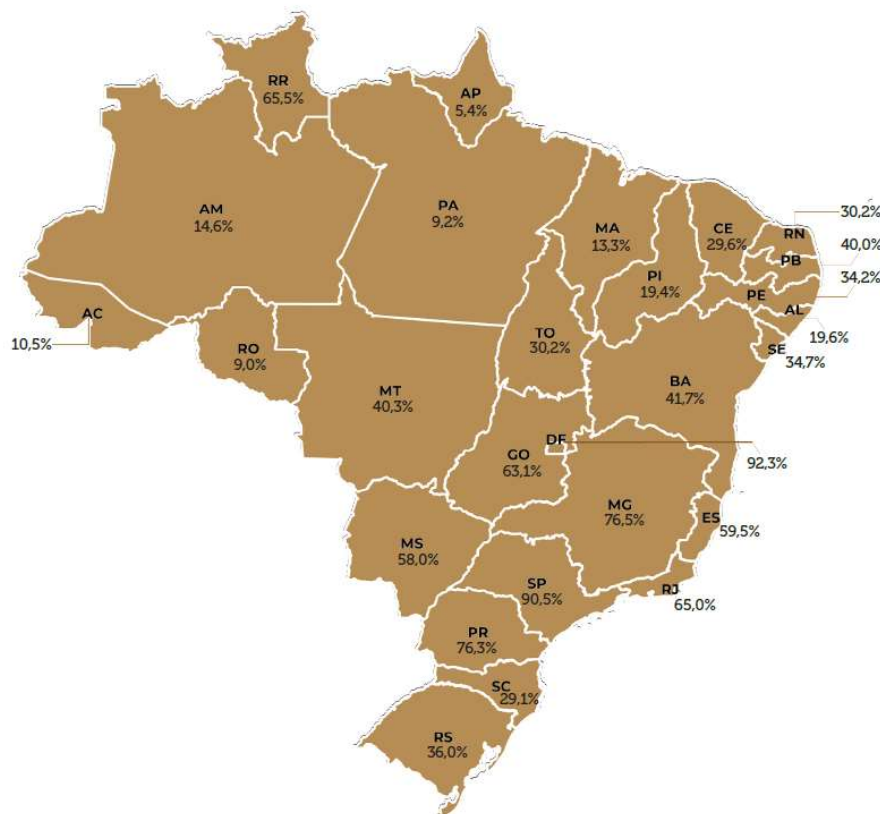 RR
65,5%
AP
5,4%
AM
14,6%
PA
9,2%
MA
13,3%
CE
29,6%
RN
30,2%
PB
40,0%
PI
19,4%
PE
34,2%
AL
19,6%
SE
34,7%
AC
10,5%
RO
9,0%
TO
30,2%
MT
40,3%
BA
41,7%
GO
63,1%
DF
92,3%
MG
76,5%
ES
59,5%
MS
58,0%
SP
90,5%
RJ
65,0%
PR
76,3%
SC
29,1%
RS
36,0%